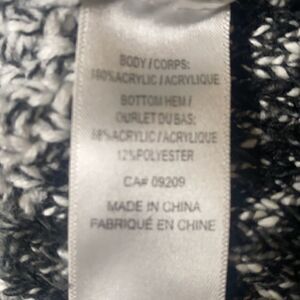 BODY / CORPS:
100% ACRYLIC / ACRYLIQUE
BOTTOM HEM /
OURLET DU BAS:
88% ACRYLIC / ACRYLIQUE
12% POLYESTER
CA# 09209
MADE IN CHINA
FABRIQUÉ EN CHINE